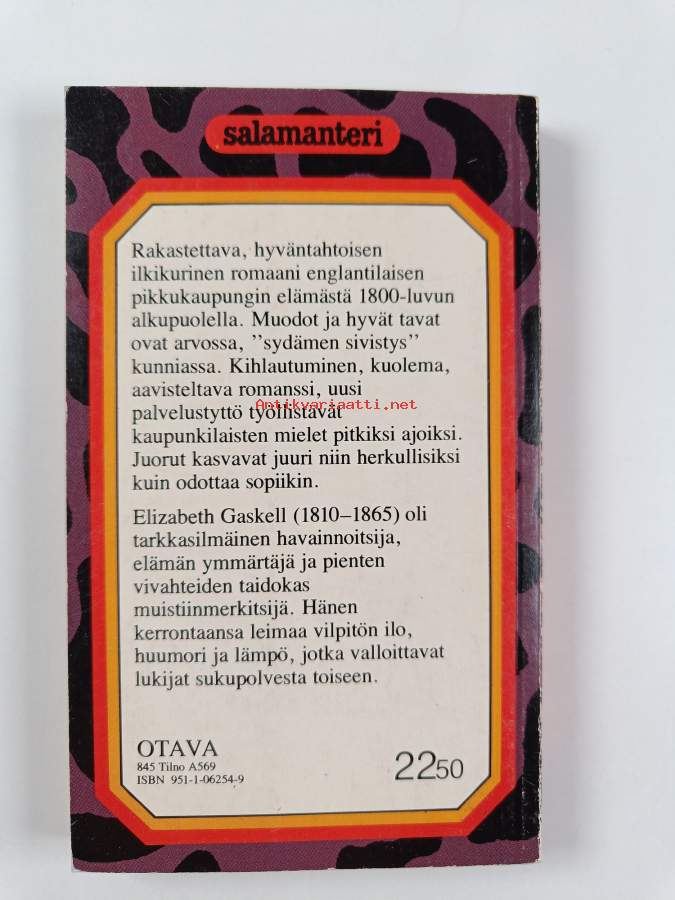 salamanteri
Rakastettava, hyväntahtoisen
ilkikurinen romaani englantilaisen
pikkukaupungin elämästä 1800-luvun
alkupuolella. Muodot ja hyvät tavat
ovat arvossa, ”sydämen sivistys”
kunniassa. Kihlautuminen, kuolema,
aavisteltava romanssi, uusi
Antikvariaatti.net
palvelustyttö työllistävät
kaupunkilaisten mielet pitkiksi ajoiksi.
Juorut kasvavat juuri niin herkullisiksi
kuin odottaa sopiikin.
Elizabeth Gaskell (1810–1865) oli
tarkkasilmäinen havainnoitsija,
elämän ymmärtäjä ja pienten
vivahteiden taidokas
muistiinmerkitsijä. Hänen
kerrontaansa leimaa vilpitön ilo,
huumori ja lämpö, jotka valloittavat
lukijat sukupolvesta toiseen.
OTAVA
845 Tilno A569
ISBN 951-1-06254-9
2250